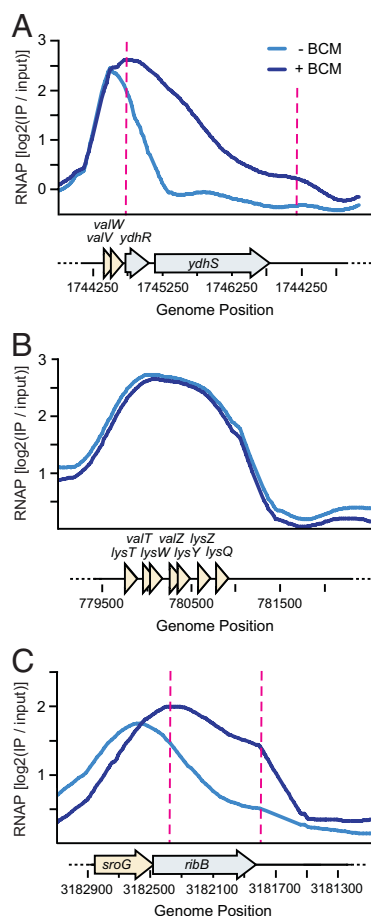 A
RNAP [log2(IP / input)]
3
2
1
0
- BCM
+ BCM
valW
valV ydhR
ydhS
1744250 1745250 1746250 1744250
Genome Position
B
RNAP [log2(IP/input)]
3
2
1
valT valZ lysZ
lysT lysW lysY lysQ
779500 780500 781500
Genome Position
C
RNAP [log2(IP/input)]
2
1
sroG ribB
3182900 3182500 3182100 3181700 3181300
Genome Position